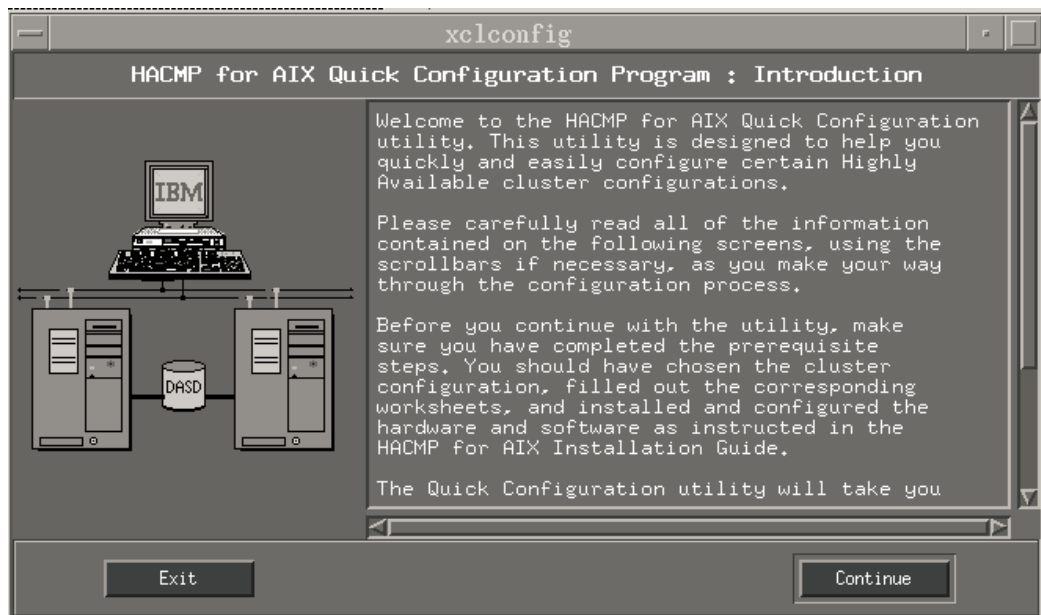 xclconfig
HACMP for AIX Quick Configuration Program : Introduction
IBM
DASD
Welcome to the HACMP for AIX Quick Configuration
utility. This utility is designed to help you
quickly and easily configure certain Highly
Available cluster configurations.
Please carefully read all of the information
contained on the following screens, using the
scrollbars if necessary, as you make your way
through the configuration process.
Before you continue with the utility, make
sure you have completed the prerequisite
steps. You should have chosen the cluster
configuration, filled out the corresponding
worksheets, and installed and configured the
hardware and software as instructed in the
HACMP for AIX Installation Guide.
The Quick Configuration utility will take you
Exit
Continue